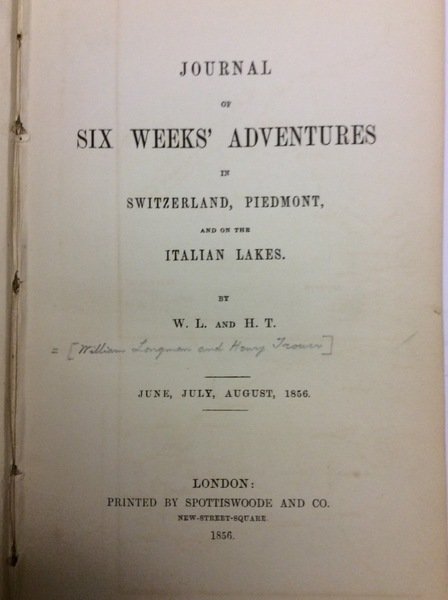 JOURNAL
OF
SIX WEEKS' ADVENTURES
IN
SWITZERLAND, PIEDMONT,
AND ON THE
ITALIAN LAKES.
BY
W. L. AND H. T.
= [William Longman and Henry Trower]
JUNE, JULY, AUGUST, 1856.
LONDON:
PRINTED BY SPOTTISWOODE AND CO.
NEW-STREET-SQUARE.
1856.